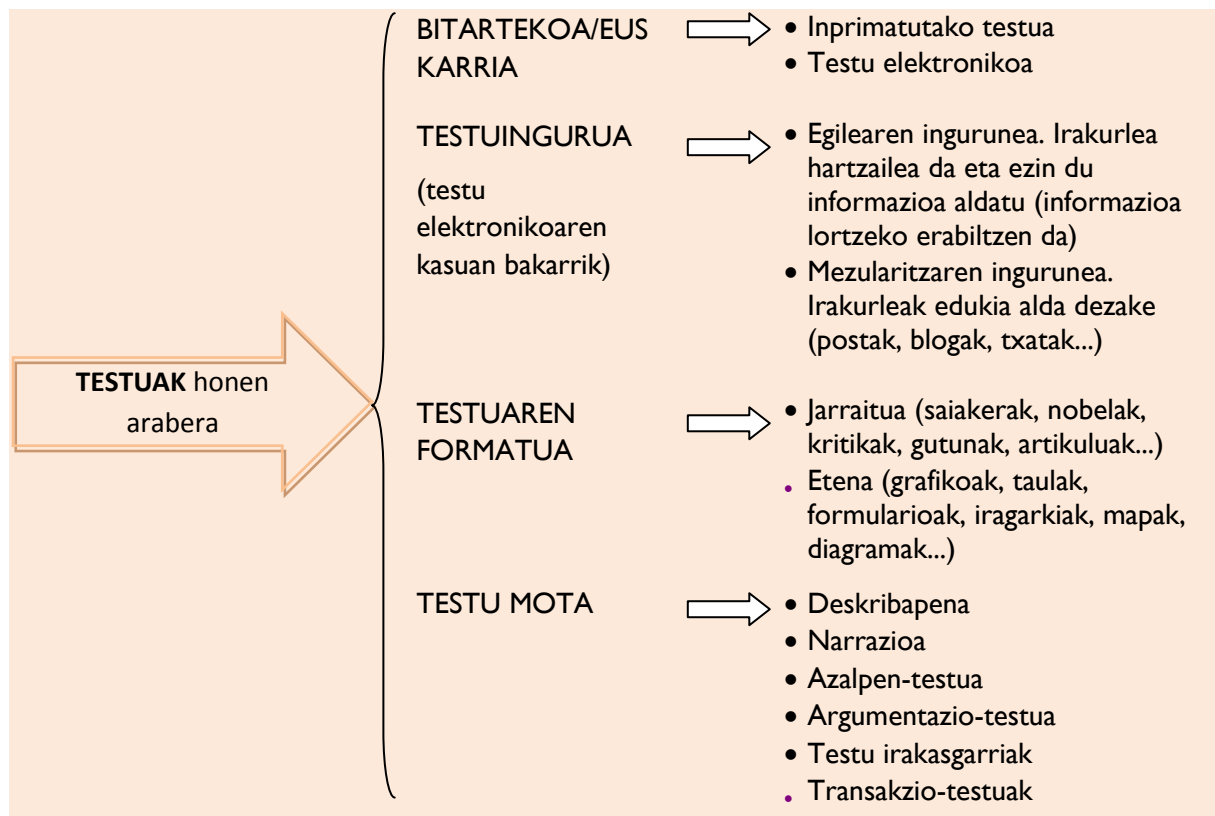 TESTUAK honen
arabera
BITARTEKOA/EUS
KARRIA
• Inprimatutako testua
• Testu elektronikoa
TESTUINGURUA
(testu
elektronikoaren
kasuan bakarrik)
• Egilearen ingurunea. Irakurlea
hartzailea da eta ezin du
informazioa aldatu (informazioa
lortzeko erabiltzen da)
• Mezularitzaren ingurunea.
Irakurleak edukia alda dezake
(postak, blogak, txatak...)
TESTUAREN
FORMATUA
• Jarraitua (saiakerak, nobelak,
kritikak, gutunak, artikuluak...)
• Etena (grafikoak, taulak,
formularioak, iragarkiak, mapak,
diagramak...)
TESTU MOTA
• Deskribapena
• Narrazioa
• Azalpen-testua
• Argumentazio-testua
• Testu irakasgarriak
• Transakzio-testuak